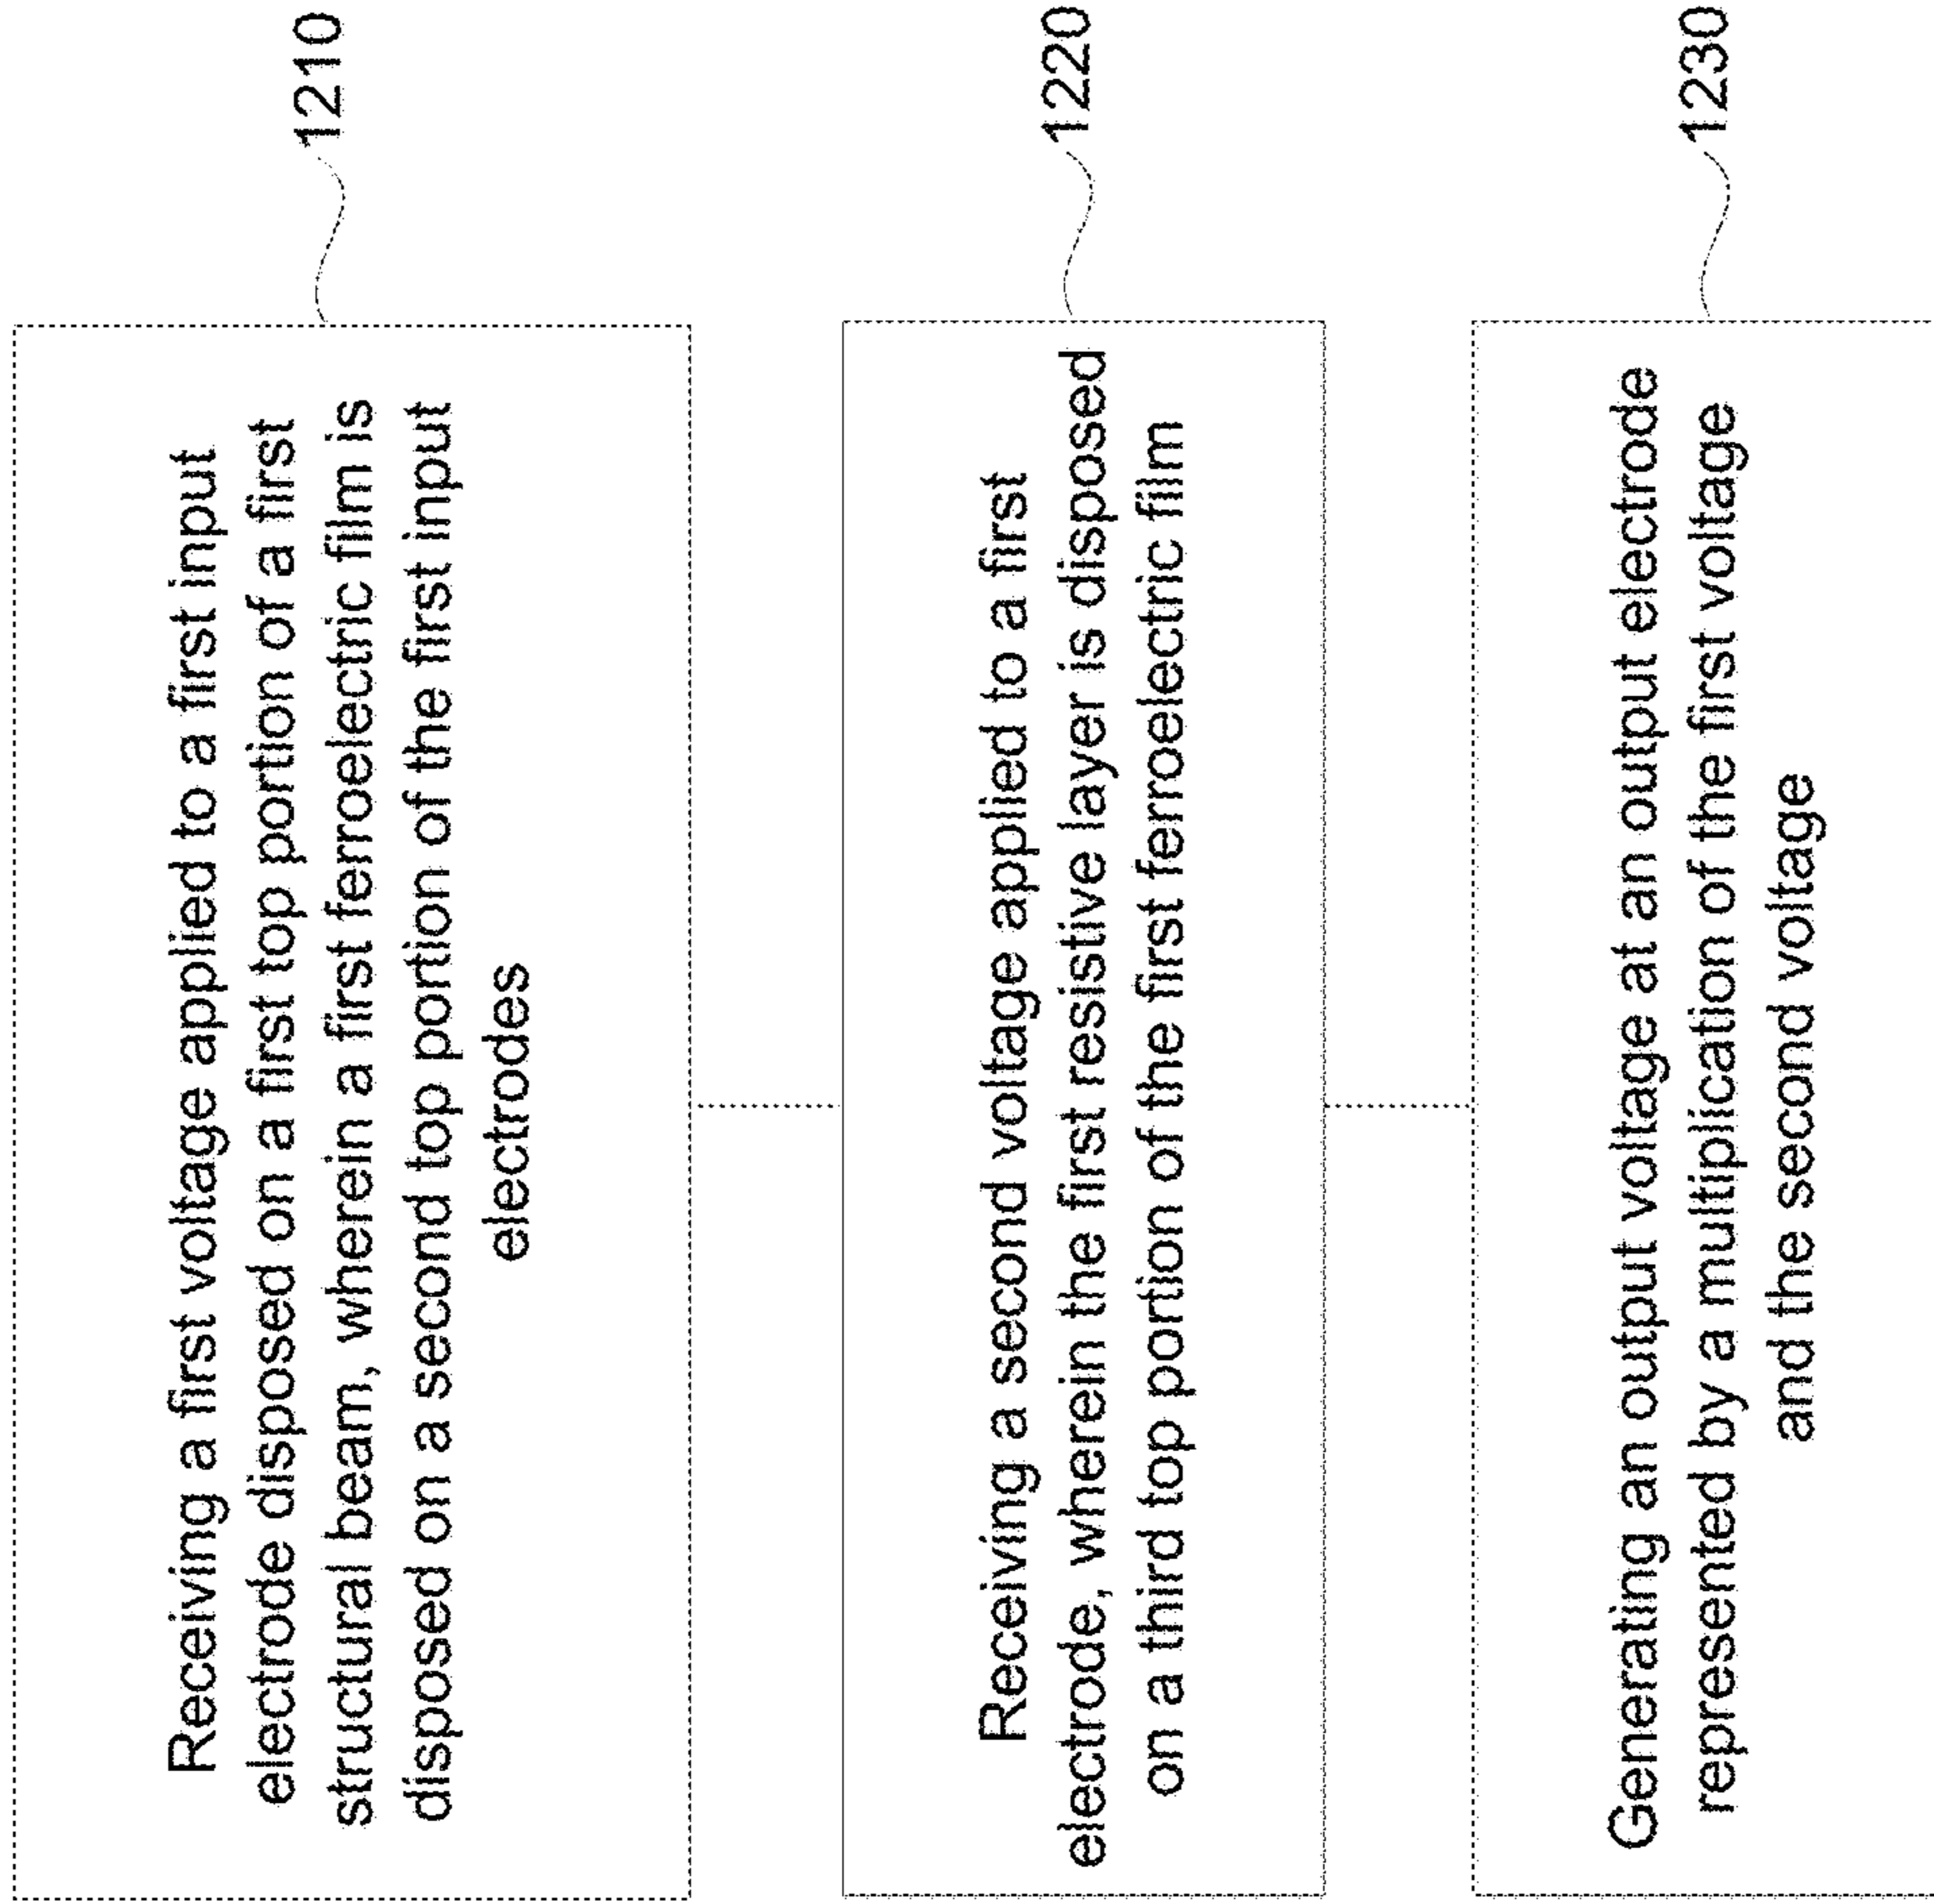 Receiving a first voltage applied to a first input
electrode disposed on a first top portion of a first
structural beam, wherein a first ferroelectric film is
disposed on a second top portion of the first input
electrodes
1210
Receiving a second voltage applied to a first
electrode, wherein the first resistive layer is disposed
on a third top portion of the first ferroelectric film
1220
Generating an output voltage at an output electrode
represented by a multiplication of the first voltage
and the second voltage
1230